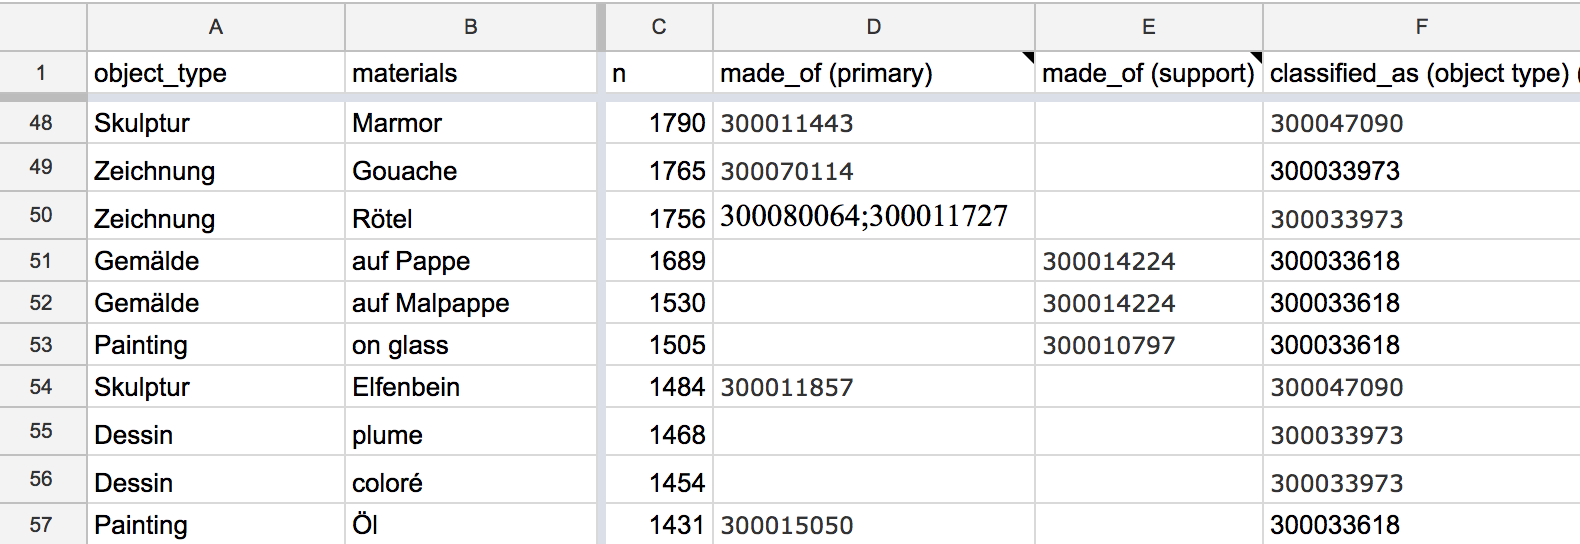 A B C D E F
1 object_type materials n made_of (primary) made_of (support) classified_as (object type) (
48 Skulptur Marmor 1790 300011443 300047090
49 Zeichnung Gouache 1765 300070114 300033973
50 Zeichnung Rötel 1756 300080064;300011727 300033973
51 Gemälde auf Pappe 1689 300014224 300033618
52 Gemälde auf Malpappe 1530 300014224 300033618
53 Painting on glass 1505 300010797 300033618
54 Skulptur Elfenbein 1484 300011857 300047090
55 Dessin plume 1468 300033973
56 Dessin coloré 1454 300033973
57 Painting Öl 1431 300015050 300033618